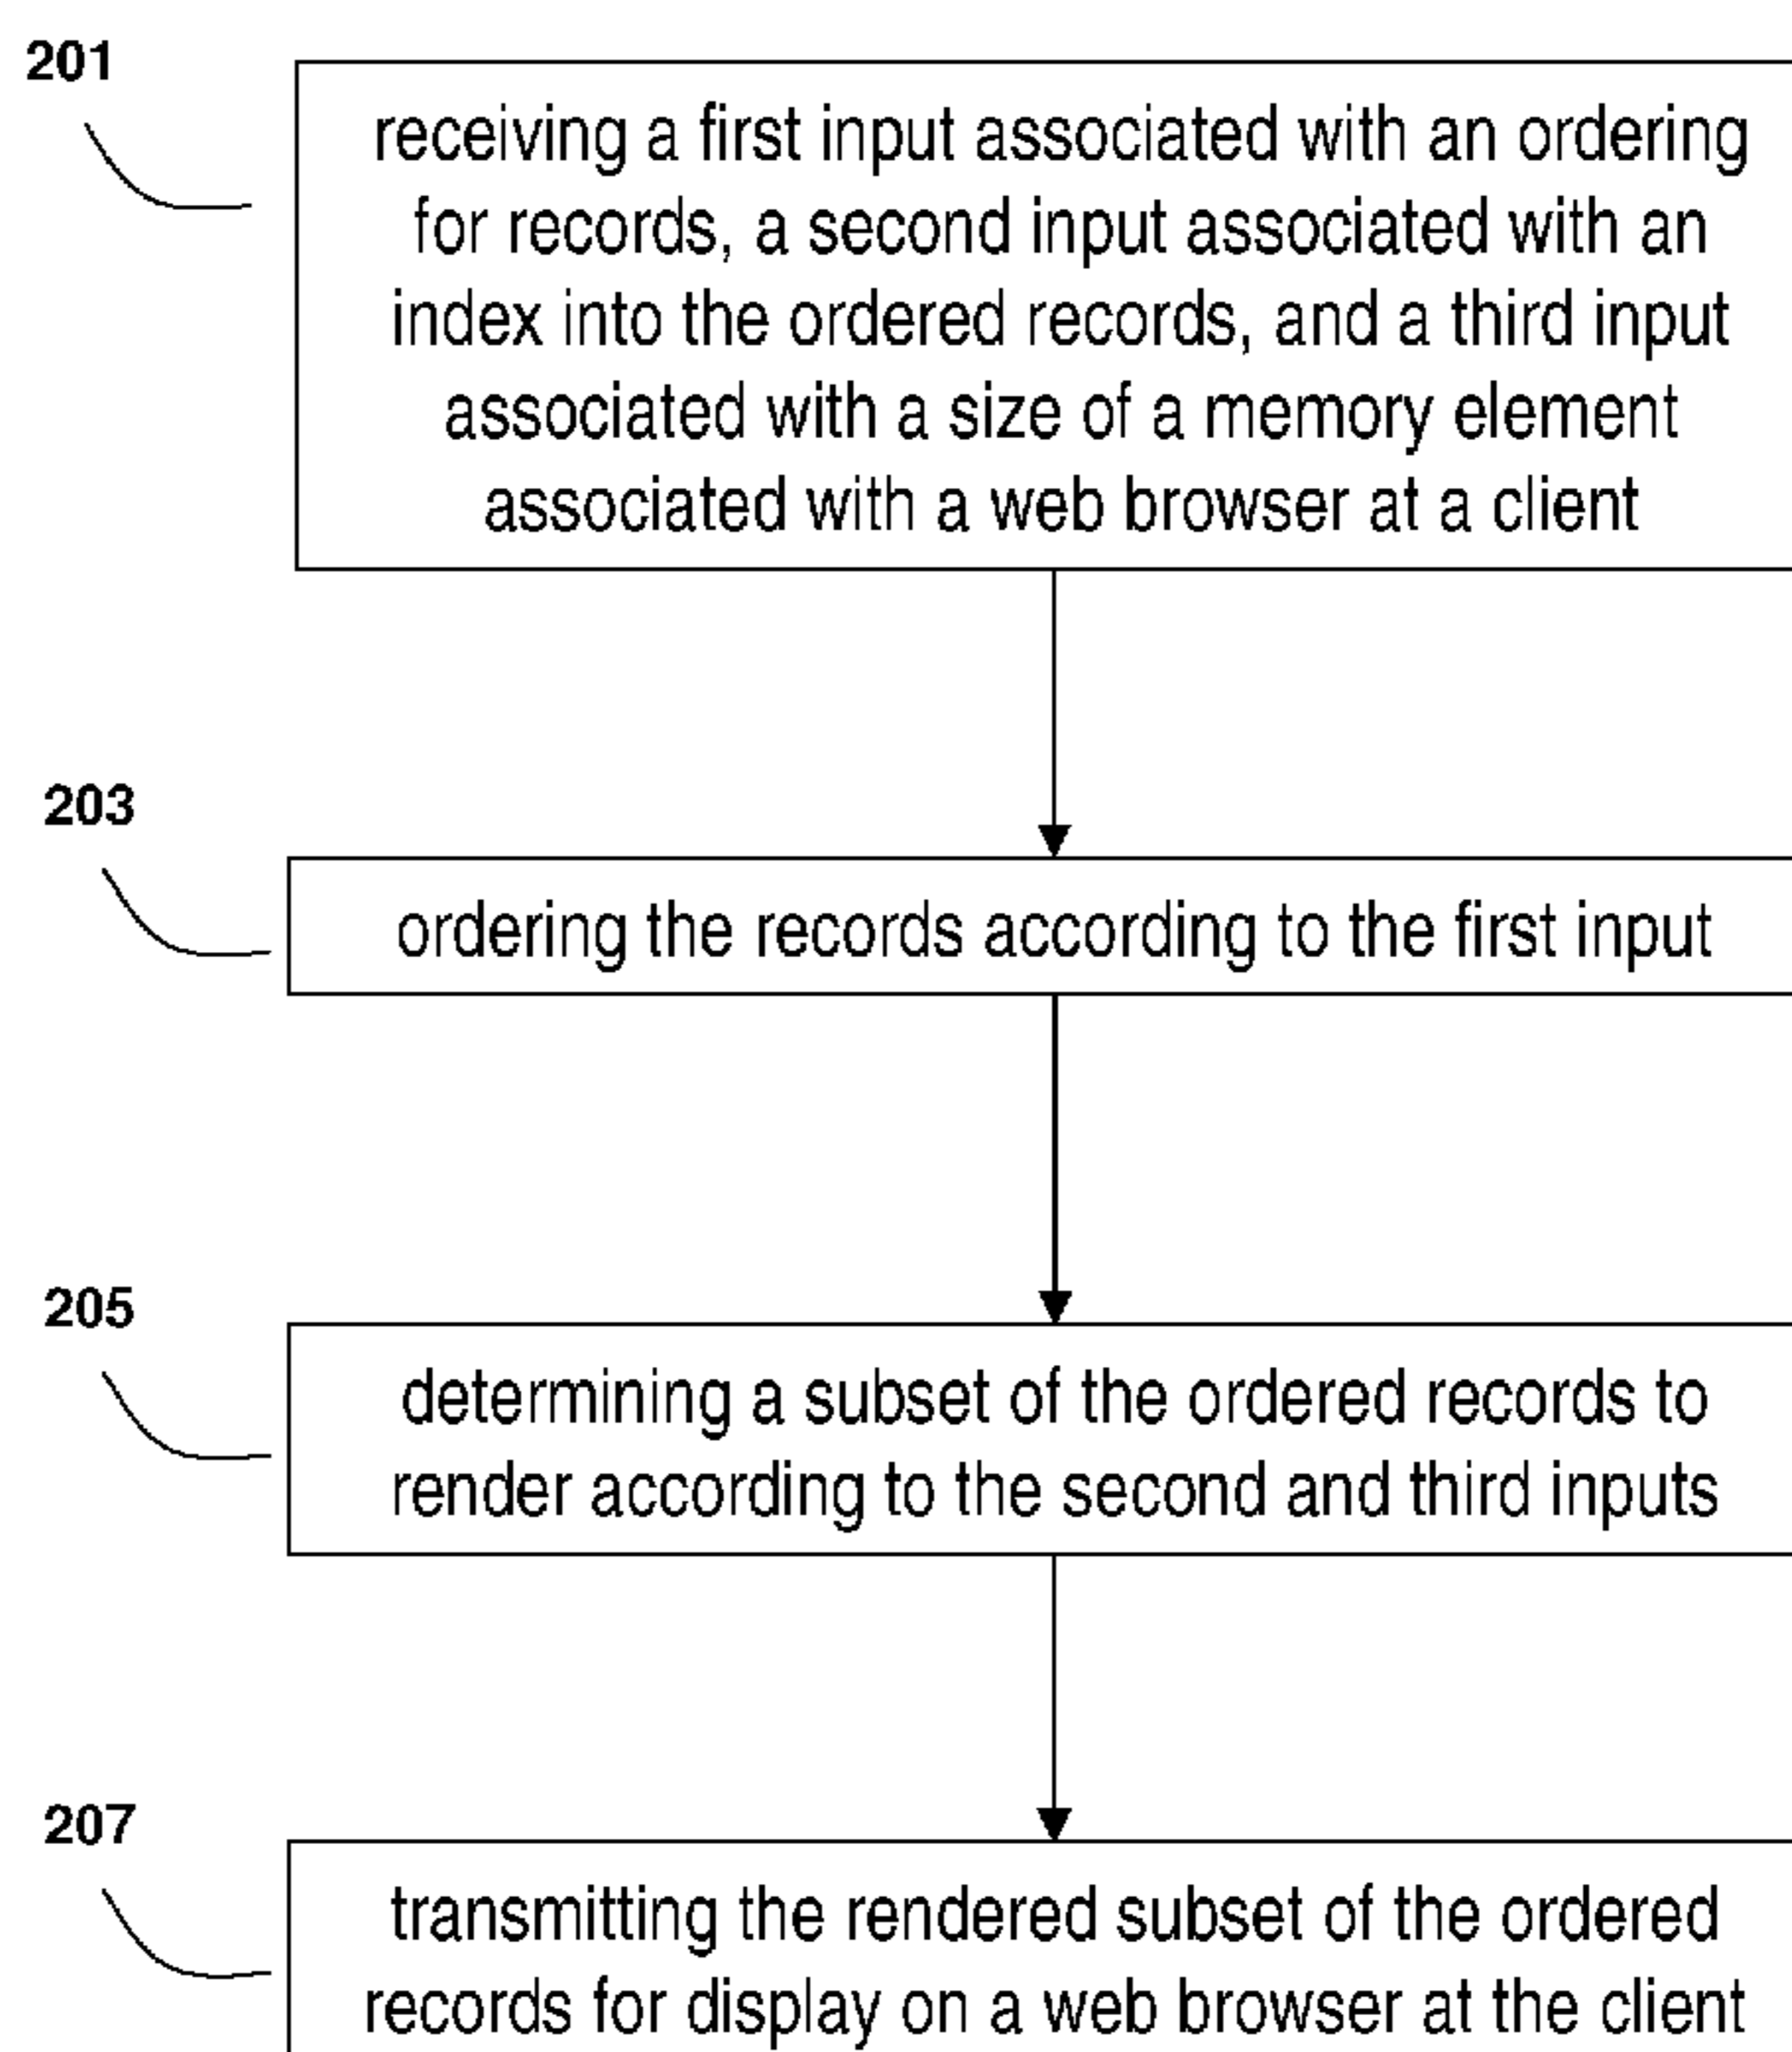 201
receiving a first input associated with an ordering
for records, a second input associated with an
index into the ordered records, and a third input
associated with a size of a memory element
associated with a web browser at a client
203
ordering the records according to the first input
205
determining a subset of the ordered records to
render according to the second and third inputs
207
transmitting the rendered subset of the ordered
records for display on a web browser at the client